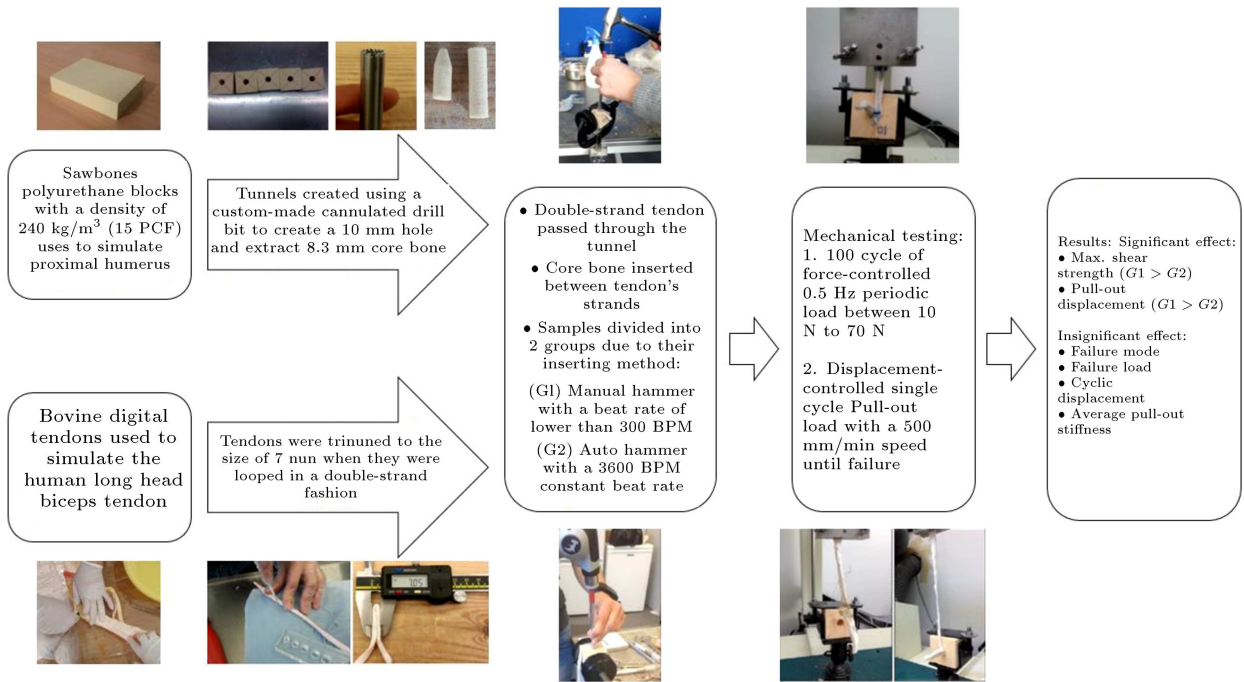 Sawbones
polyurethane blocks
with a density of
240 kg/m³ (15 PCF)
uses to simulate
proximal humerus
Tunnels created using a
custom-made cannulated drill
bit to create a 10 mm hole
and extract 8.3 mm core bone
Bovine digital
tendons used to
simulate the
human long head
biceps tendon
Tendons were trinuned to the
size of 7 nun when they were
looped in a double-strand
fashion
7.05
• Double-strand tendon
passed through the
tunnel
• Core bone inserted
between tendon's
strands
• Samples divided into
2 groups due to their
inserting method:
(Gl) Manual hammer
with a beat rate of
lower than 300 BPM
(G2) Auto hammer
with a 3600 BPM
constant beat rate
Mechanical testing:
1. 100 cycle of
force-controlled
0.5 Hz periodic
load between 10
N to 70 N
2. Displacement-
controlled single
cycle Pull-out
load with a 500
mm/min speed
until failure
Results: Significant effect:
• Max. shear
strength (G1 > G2)
• Pull-out
displacement (G1 > G2)
Insignificant effect:
• Failure mode
• Failure load
• Cyclic
displacement
• Average pull-out
stiffness